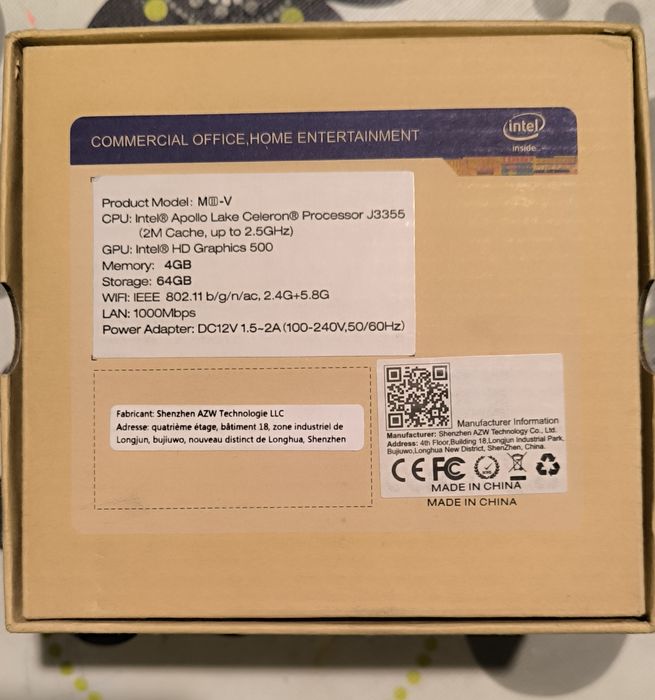 COMMERCIAL OFFICE,HOME ENTERTAINMENT
intel
inside
Product Model: MⅢ-V
CPU: Intel® Apollo Lake Celeron® Processor J3355
(2M Cache, up to 2.5GHz)
GPU: Intel® HD Graphics 500
Memory: 4GB
Storage: 64GB
WIFI: IEEE 802.11 b/g/n/ac, 2.4G+5.8G
LAN: 1000Mbps
Power Adapter: DC12V 1.5~2A (100-240V,50/60Hz)
Fabricant: Shenzhen AZW Technologie LLC
Adresse: quatrième étage, bâtiment 18, zone industriel de
Longjun, bujiuwo, nouveau distinct de Longhua, Shenzhen
Manufacturer Information
Manufacturer: Shenzhen AZW Technology Co., Ltd.
Address: 4th Floor,Building 18,Longjun Industrial Park,
Bujiuwo,Longhua New District, ShenZhen, China.
CE FC
MADE IN CHINA
MADE IN CHINA